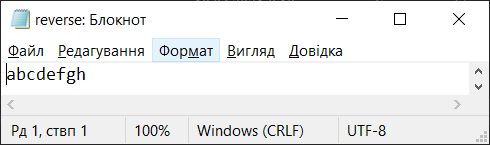 reverse: Блокнот
Файл Редагування Формат Вигляд Довідка
abcdefgh
Рд 1, ствп 1 100% Windows (CRLF) UTF-8